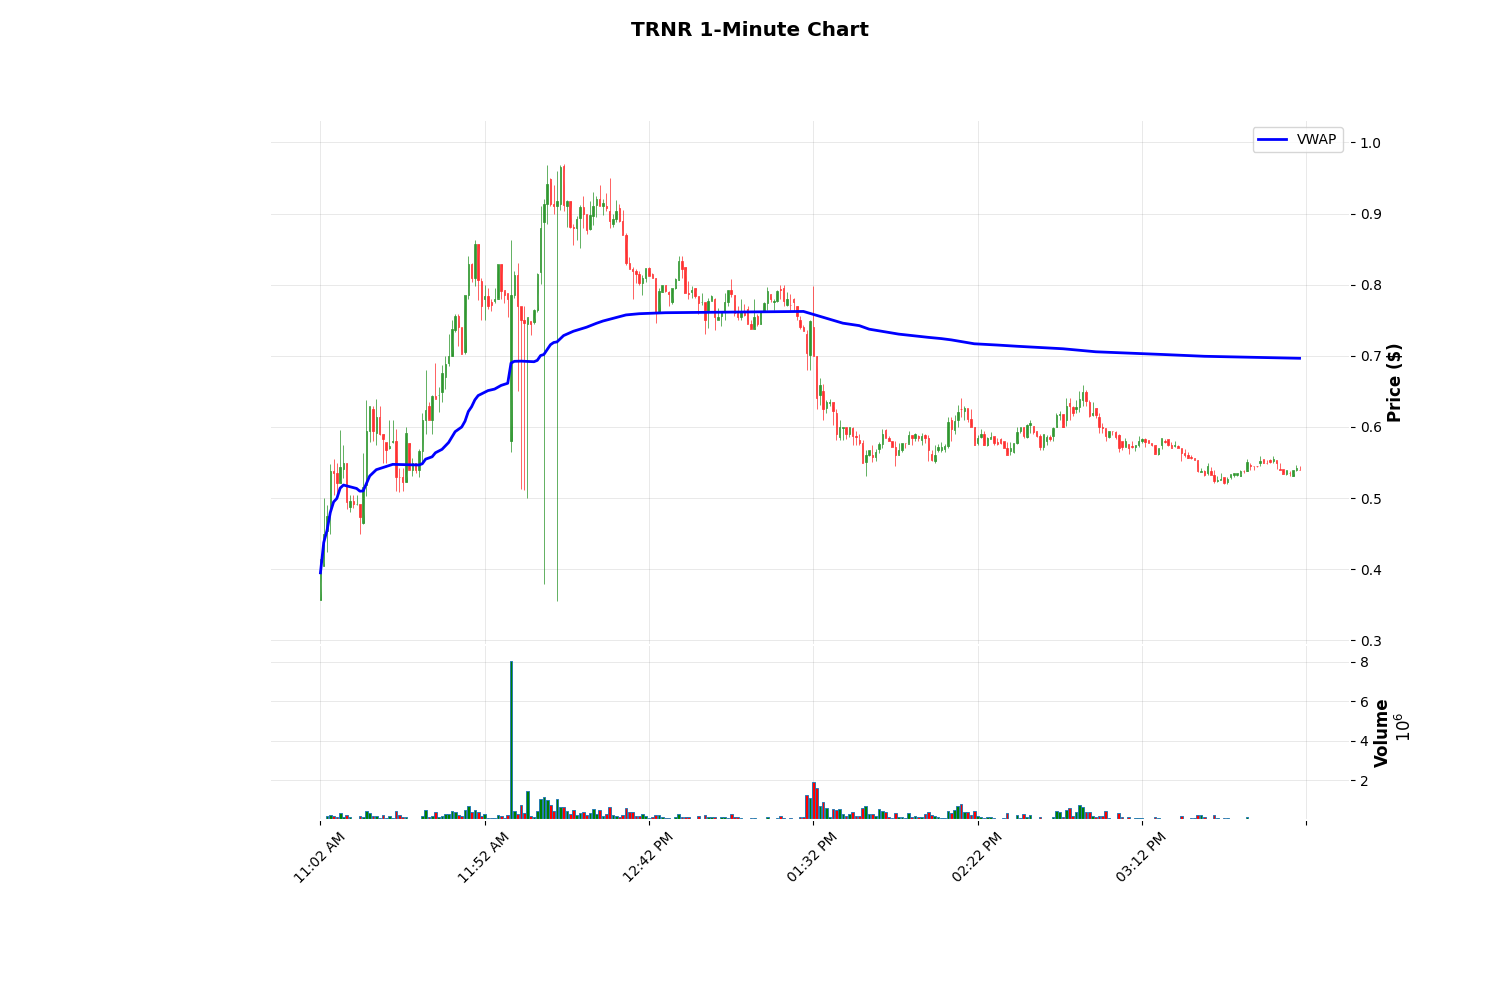 TRNR 1-Minute Chart
VWAP
1.0
0.9
0.8
0.7
0.6
0.5
0.4
0.3
Price ($)
8
6
4
2
Volume
10^6
11:02 AM
11:52 AM
12:42 PM
01:32 PM
02:22 PM
03:12 PM